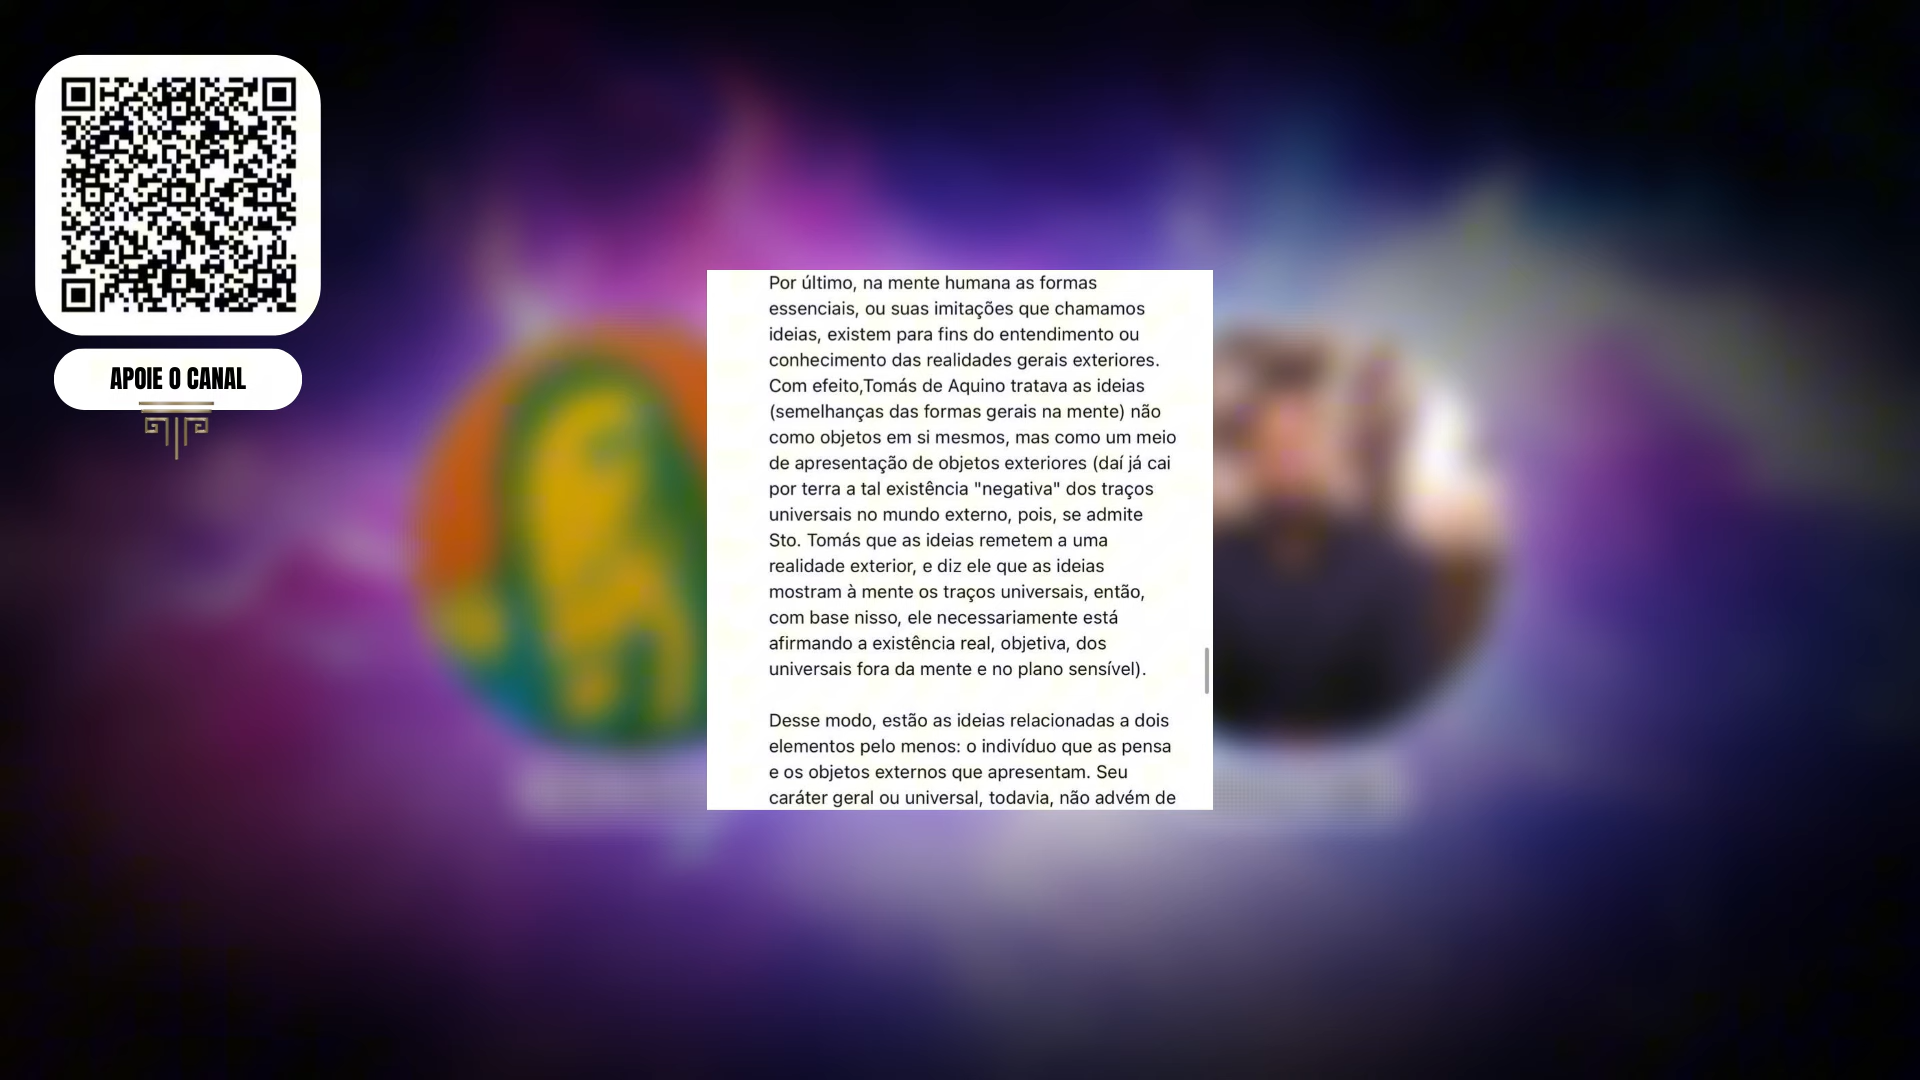 APOIE O CANAL
Por último, na mente humana as formas
essenciais, ou suas imitações que chamamos
ideias, existem para fins do entendimento ou
conhecimento das realidades gerais exteriores.
Com efeito,Tomás de Aquino tratava as ideias
(semelhanças das formas gerais na mente) não
como objetos em si mesmos, mas como um meio
de apresentação de objetos exteriores (daí já cai
por terra a tal existência "negativa" dos traços
universais no mundo externo, pois, se admite
Sto. Tomás que as ideias remetem a uma
realidade exterior, e diz ele que as ideias
mostram à mente os traços universais, então,
com base nisso, ele necessariamente está
afirmando a existência real, objetiva, dos
universais fora da mente e no plano sensível).
Desse modo, estão as ideias relacionadas a dois
elementos pelo menos: o indivíduo que as pensa
e os objetos externos que apresentam. Seu
caráter geral ou universal, todavia, não advém de